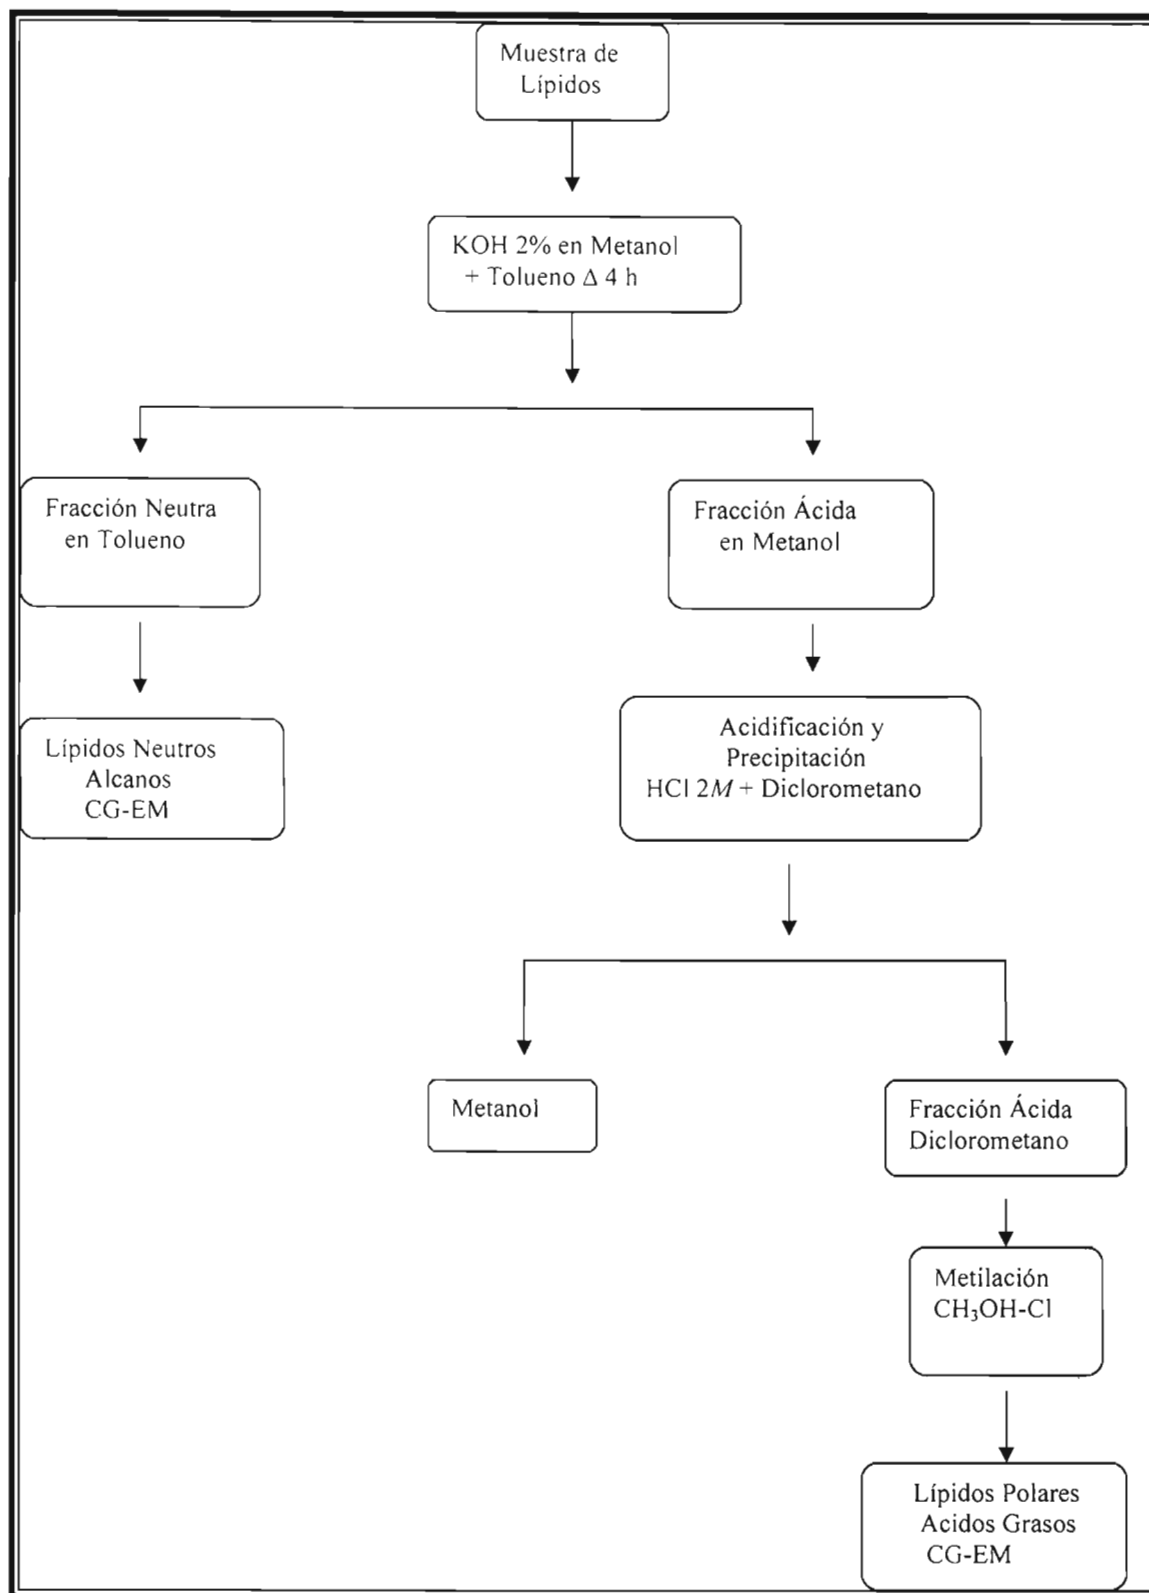 Muestra de
Lípidos
KOH 2% en Metanol
+ Tolueno Δ 4 h
Fracción Neutra
en Tolueno
Fracción Ácida
en Metanol
Lípidos Neutros
Alcanos
CG-EM
Acidificación y
Precipitación
HCl 2M + Diclorometano
Metanol
Fracción Ácida
Diclorometano
Metilación
CH₃OH-Cl
Lípidos Polares
Acidos Grasos
CG-EM